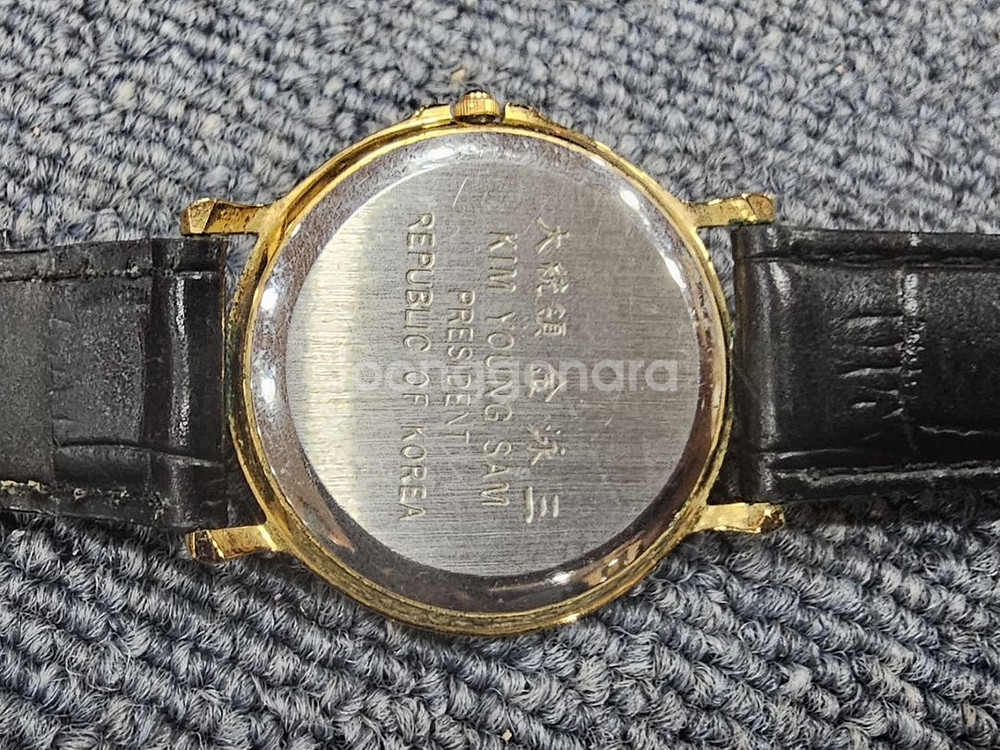 大統領 金泳三
KIM YOUNG SAM
PRESIDENT
REPUBLIC OF KOREA